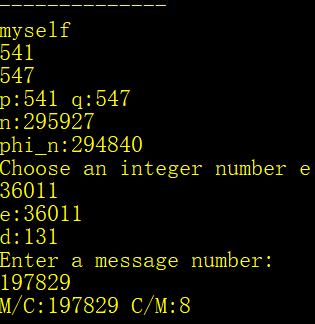 --------------
myself
541
547
p:541 q:547
n:295927
phi_n:294840
Choose an integer number e
36011
e:36011
d:131
Enter a message number:
197829
M/C:197829 C/M:8